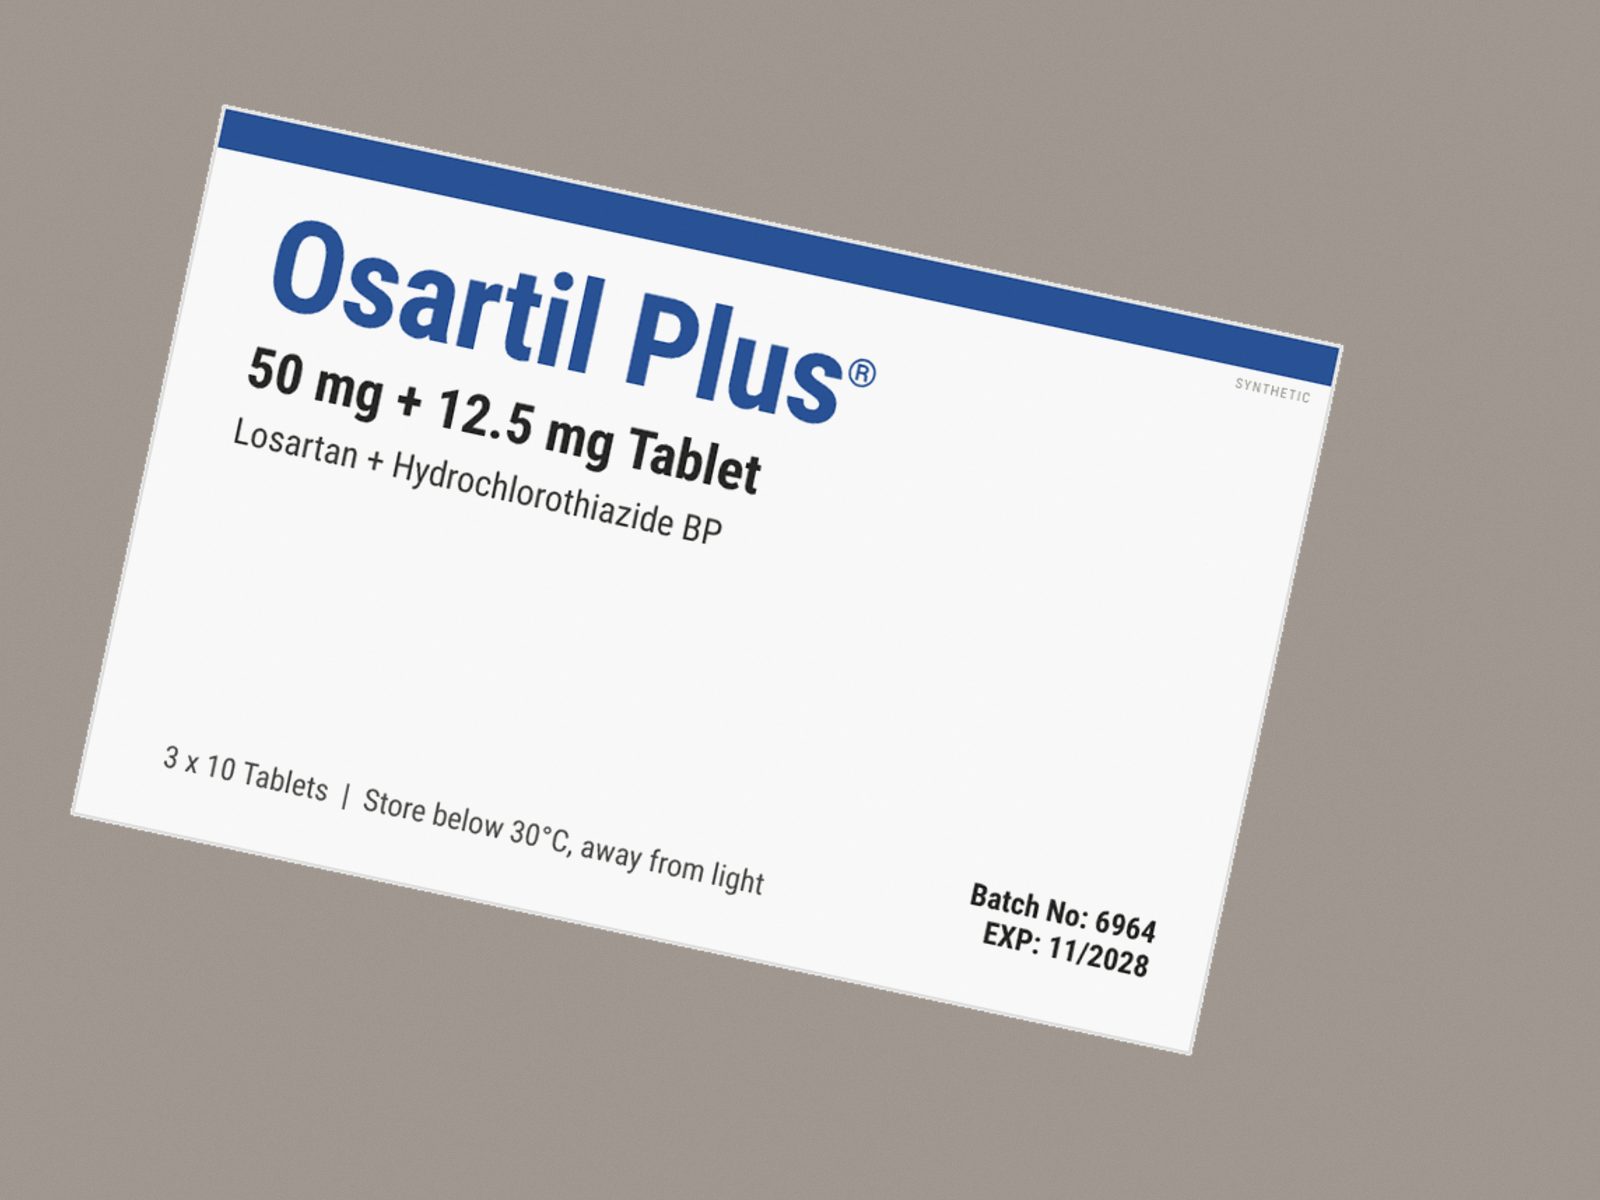 SYNTHETIC
Osartil Plus®
50 mg + 12.5 mg Tablet
Losartan + Hydrochlorothiazide BP
3 x 10 Tablets | Store below 30°C, away from light
Batch No: 6964
EXP: 11/2028